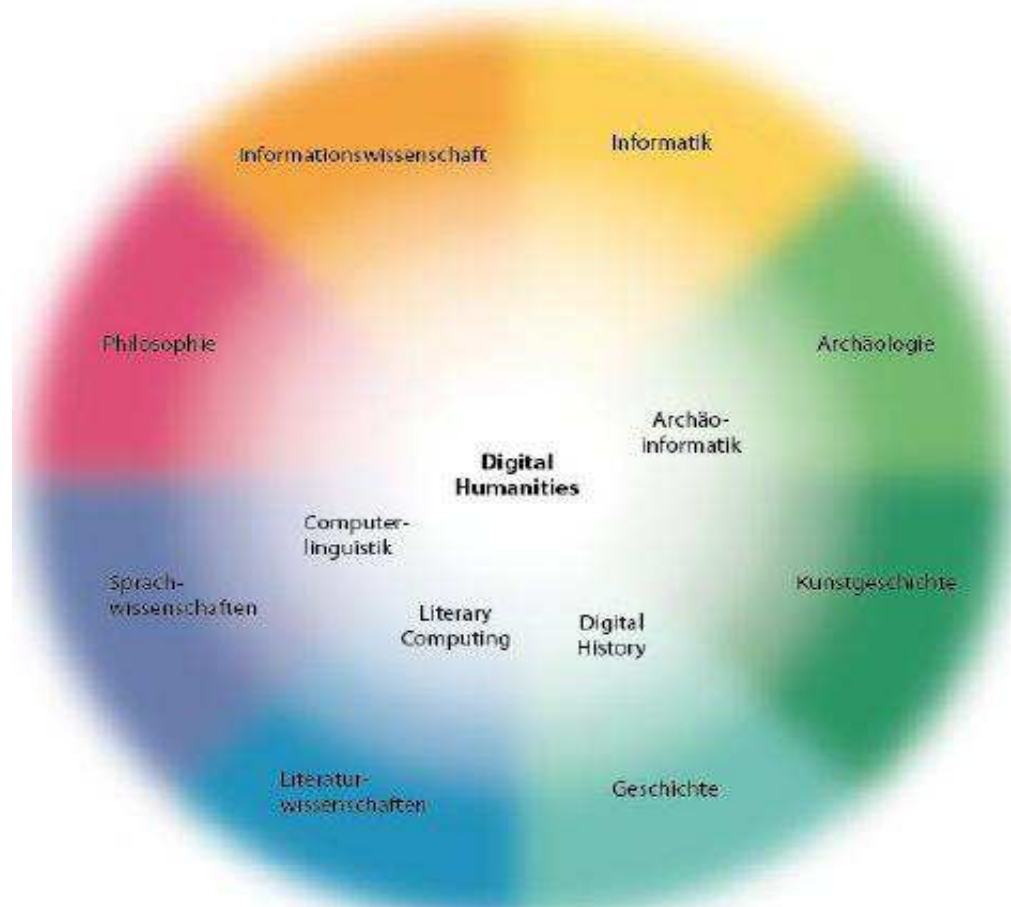 Informationswissenschaft
Informatik
Philosophie
Archäologie
Archäo-
informatik
Digital
Humanities
Computer-
linguistik
Sprach-
wissenschaften
Kunstgeschichte
Literary
Computing
Digital
History
Literatur-
wissenschaften
Geschichte